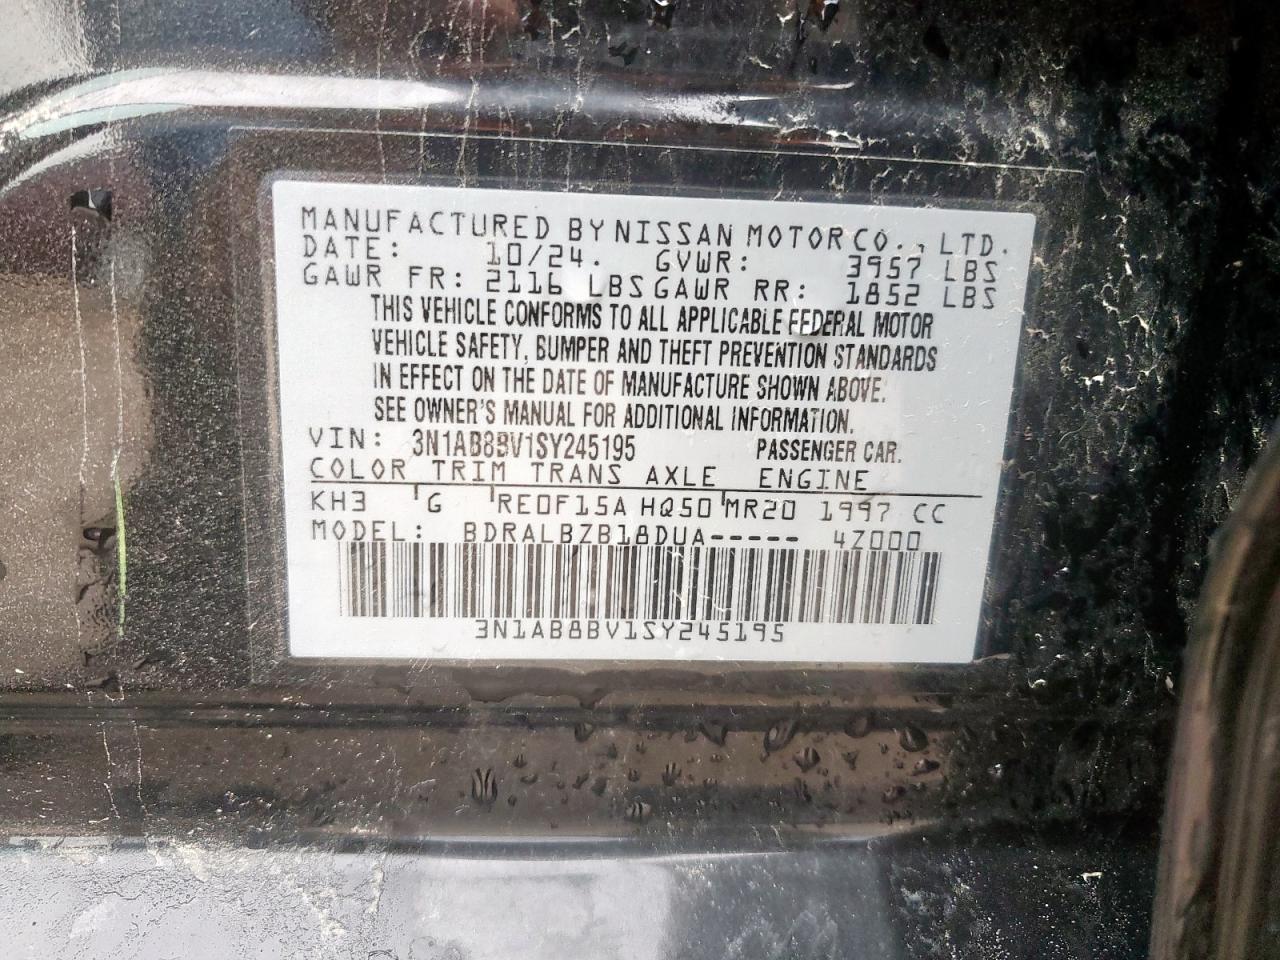 MANUFACTURED BY NISSAN MOTOR CO., LTD.
DATE: 10/24. GVWR: 3957 LBS
GAWR FR: 2116 LBS GAWR RR: 1852 LBS
THIS VEHICLE CONFORMS TO ALL APPLICABLE FEDERAL MOTOR
VEHICLE SAFETY, BUMPER AND THEFT PREVENTION STANDARDS
IN EFFECT ON THE DATE OF MANUFACTURE SHOWN ABOVE.
SEE OWNER'S MANUAL FOR ADDITIONAL INFORMATION.
VIN: 3N1AB8BV1SY245195 PASSENGER CAR.
COLOR TRIM TRANS AXLE ENGINE
KH3 G RE0F15A HQ50 MR20 1997 CC
MODEL: BDRALBZB18DUA----- 4Z000
3N1AB8BV1SY245195